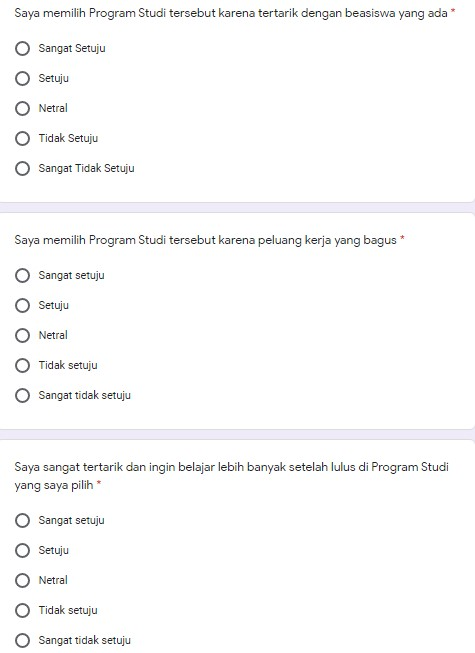 Saya memilih Program Studi tersebut karena tertarik dengan beasiswa yang ada *
Sangat Setuju
Setuju
Netral
Tidak Setuju
Sangat Tidak Setuju
Saya memilih Program Studi tersebut karena peluang kerja yang bagus *
Sangat setuju
Setuju
Netral
Tidak setuju
Sangat tidak setuju
Saya sangat tertarik dan ingin belajar lebih banyak setelah lulus di Program Studi
yang saya pilih *
Sangat setuju
Setuju
Netral
Tidak setuju
Sangat tidak setuju